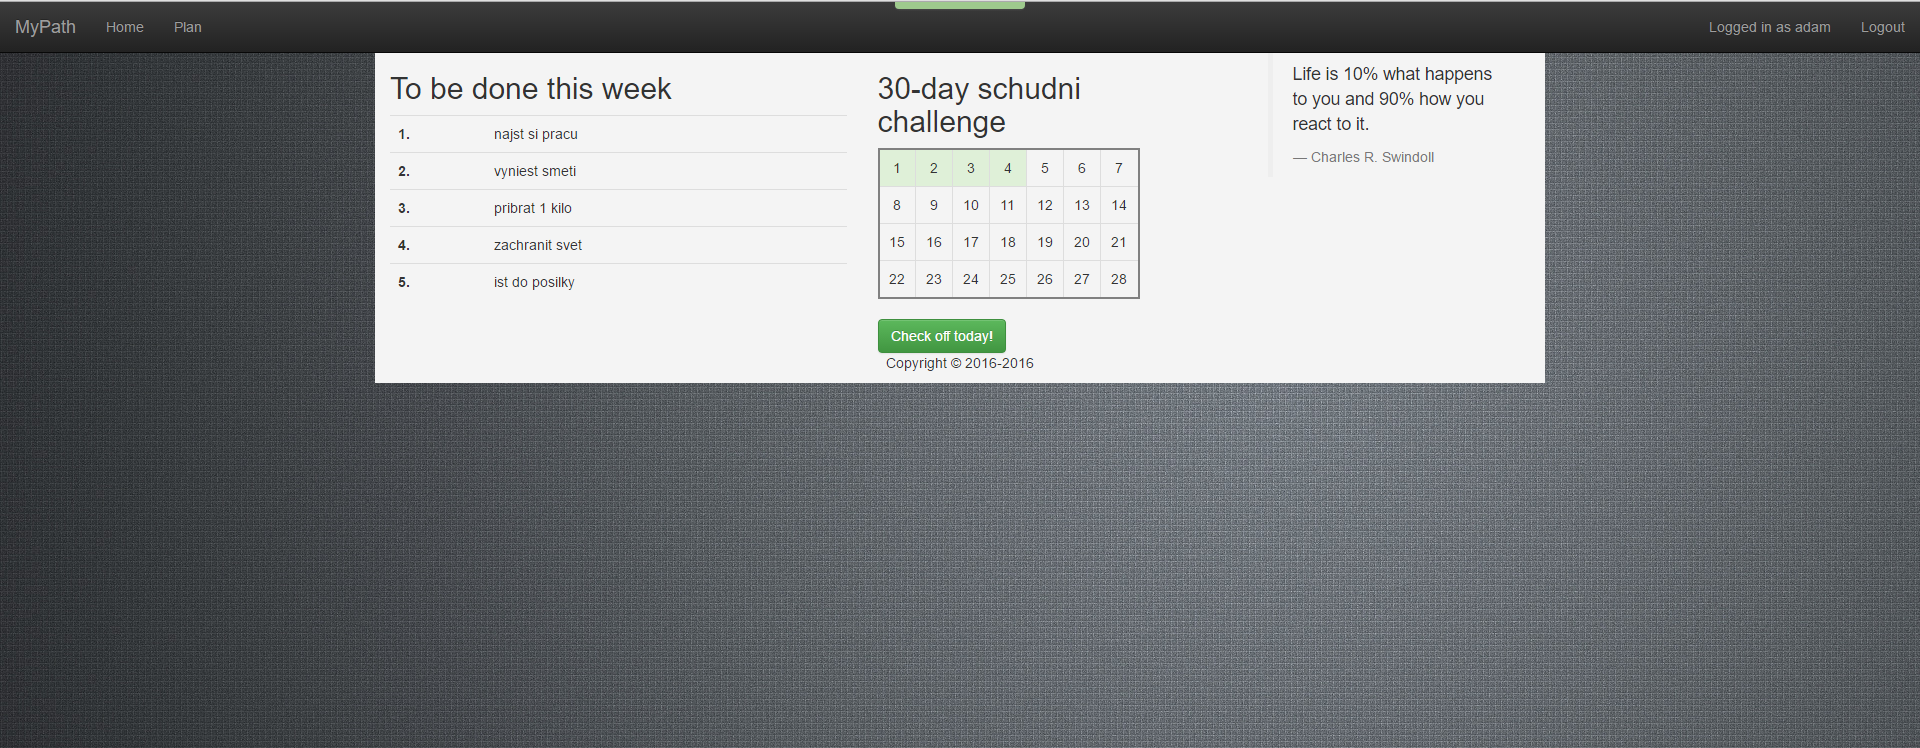 MyPath Home Plan Logged in as adam Logout
To be done this week
1. najst si pracu
2. vyniest smeti
3. pribrat 1 kilo
4. zachranit svet
5. ist do posilky
30-day schudni
challenge
1 2 3 4 5 6 7
8 9 10 11 12 13 14
15 16 17 18 19 20 21
22 23 24 25 26 27 28
Check off today!
Copyright © 2016-2016
Life is 10% what happens
to you and 90% how you
react to it.
— Charles R. Swindoll